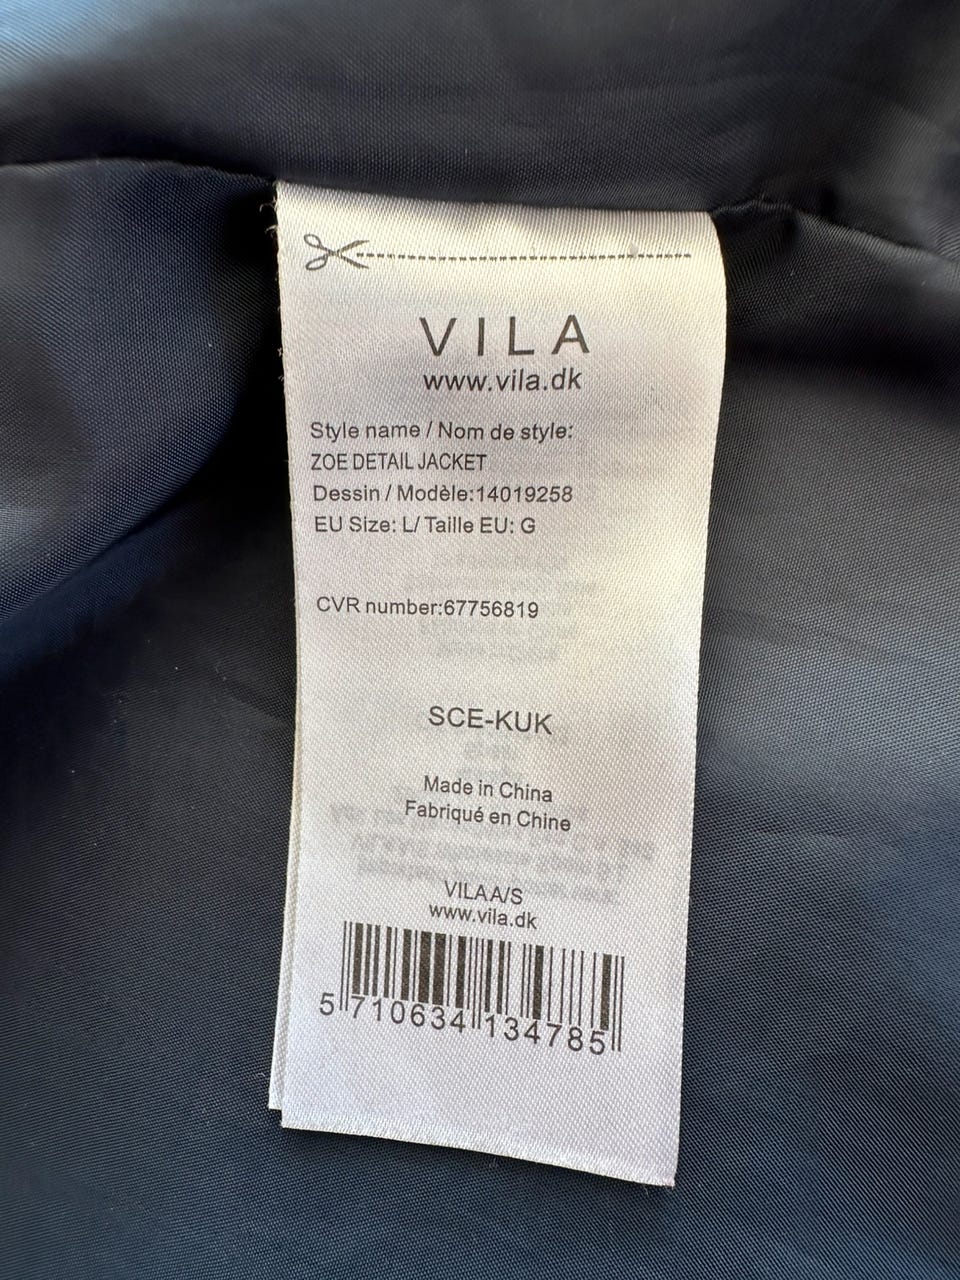 VILA
www.vila.dk
Style name / Nom de style:
ZOE DETAIL JACKET
Dessin / Modèle:14019258
EU Size: L/ Taille EU: G
CVR number:67756819
SCE-KUK
Made in China
Fabriqué en Chine
VILA A/S
www.vila.dk
5 710634 134785